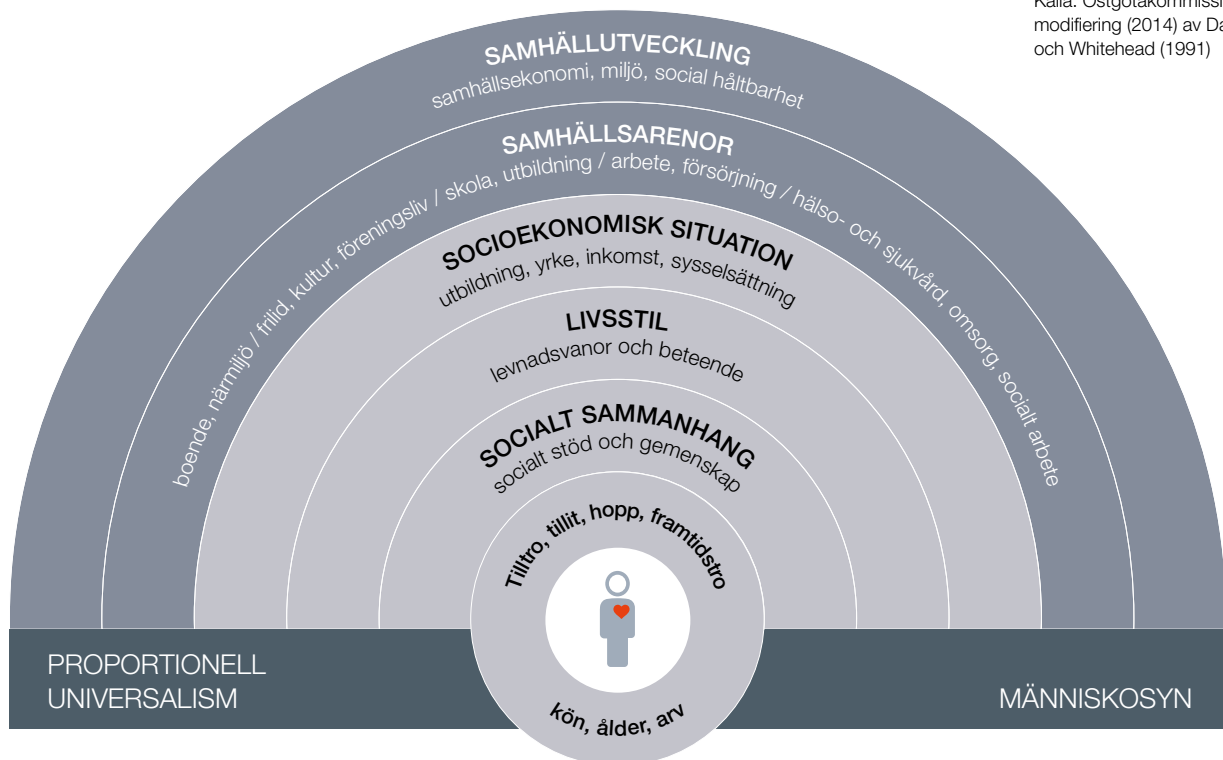 Källa: Östgötakommissi
modifiering (2014) av Da
och Whitehead (1991)
SAMHÄLLUTVECKLING
samhällsekonomi, miljö, social håltbarhet
SAMHÄLLSARENOR
boende, närmiljö / frilid, kultur, föreningsliv / skola, utbildning / arbete, försörjning / hälso- och sjukvård, omsorg, socialt arbete
SOCIOEKONOMISK SITUATION
utbildning, yrke, inkomst, sysselsättning
LIVSSTIL
levnadsvanor och beteende
SOCIALT SAMMANHANG
socialt stöd och gemenskap
Tilltro, tillit, hopp, framtidstro
kön, ålder, arv
PROPORTIONELL
UNIVERSALISM
MÄNNISKOSYN